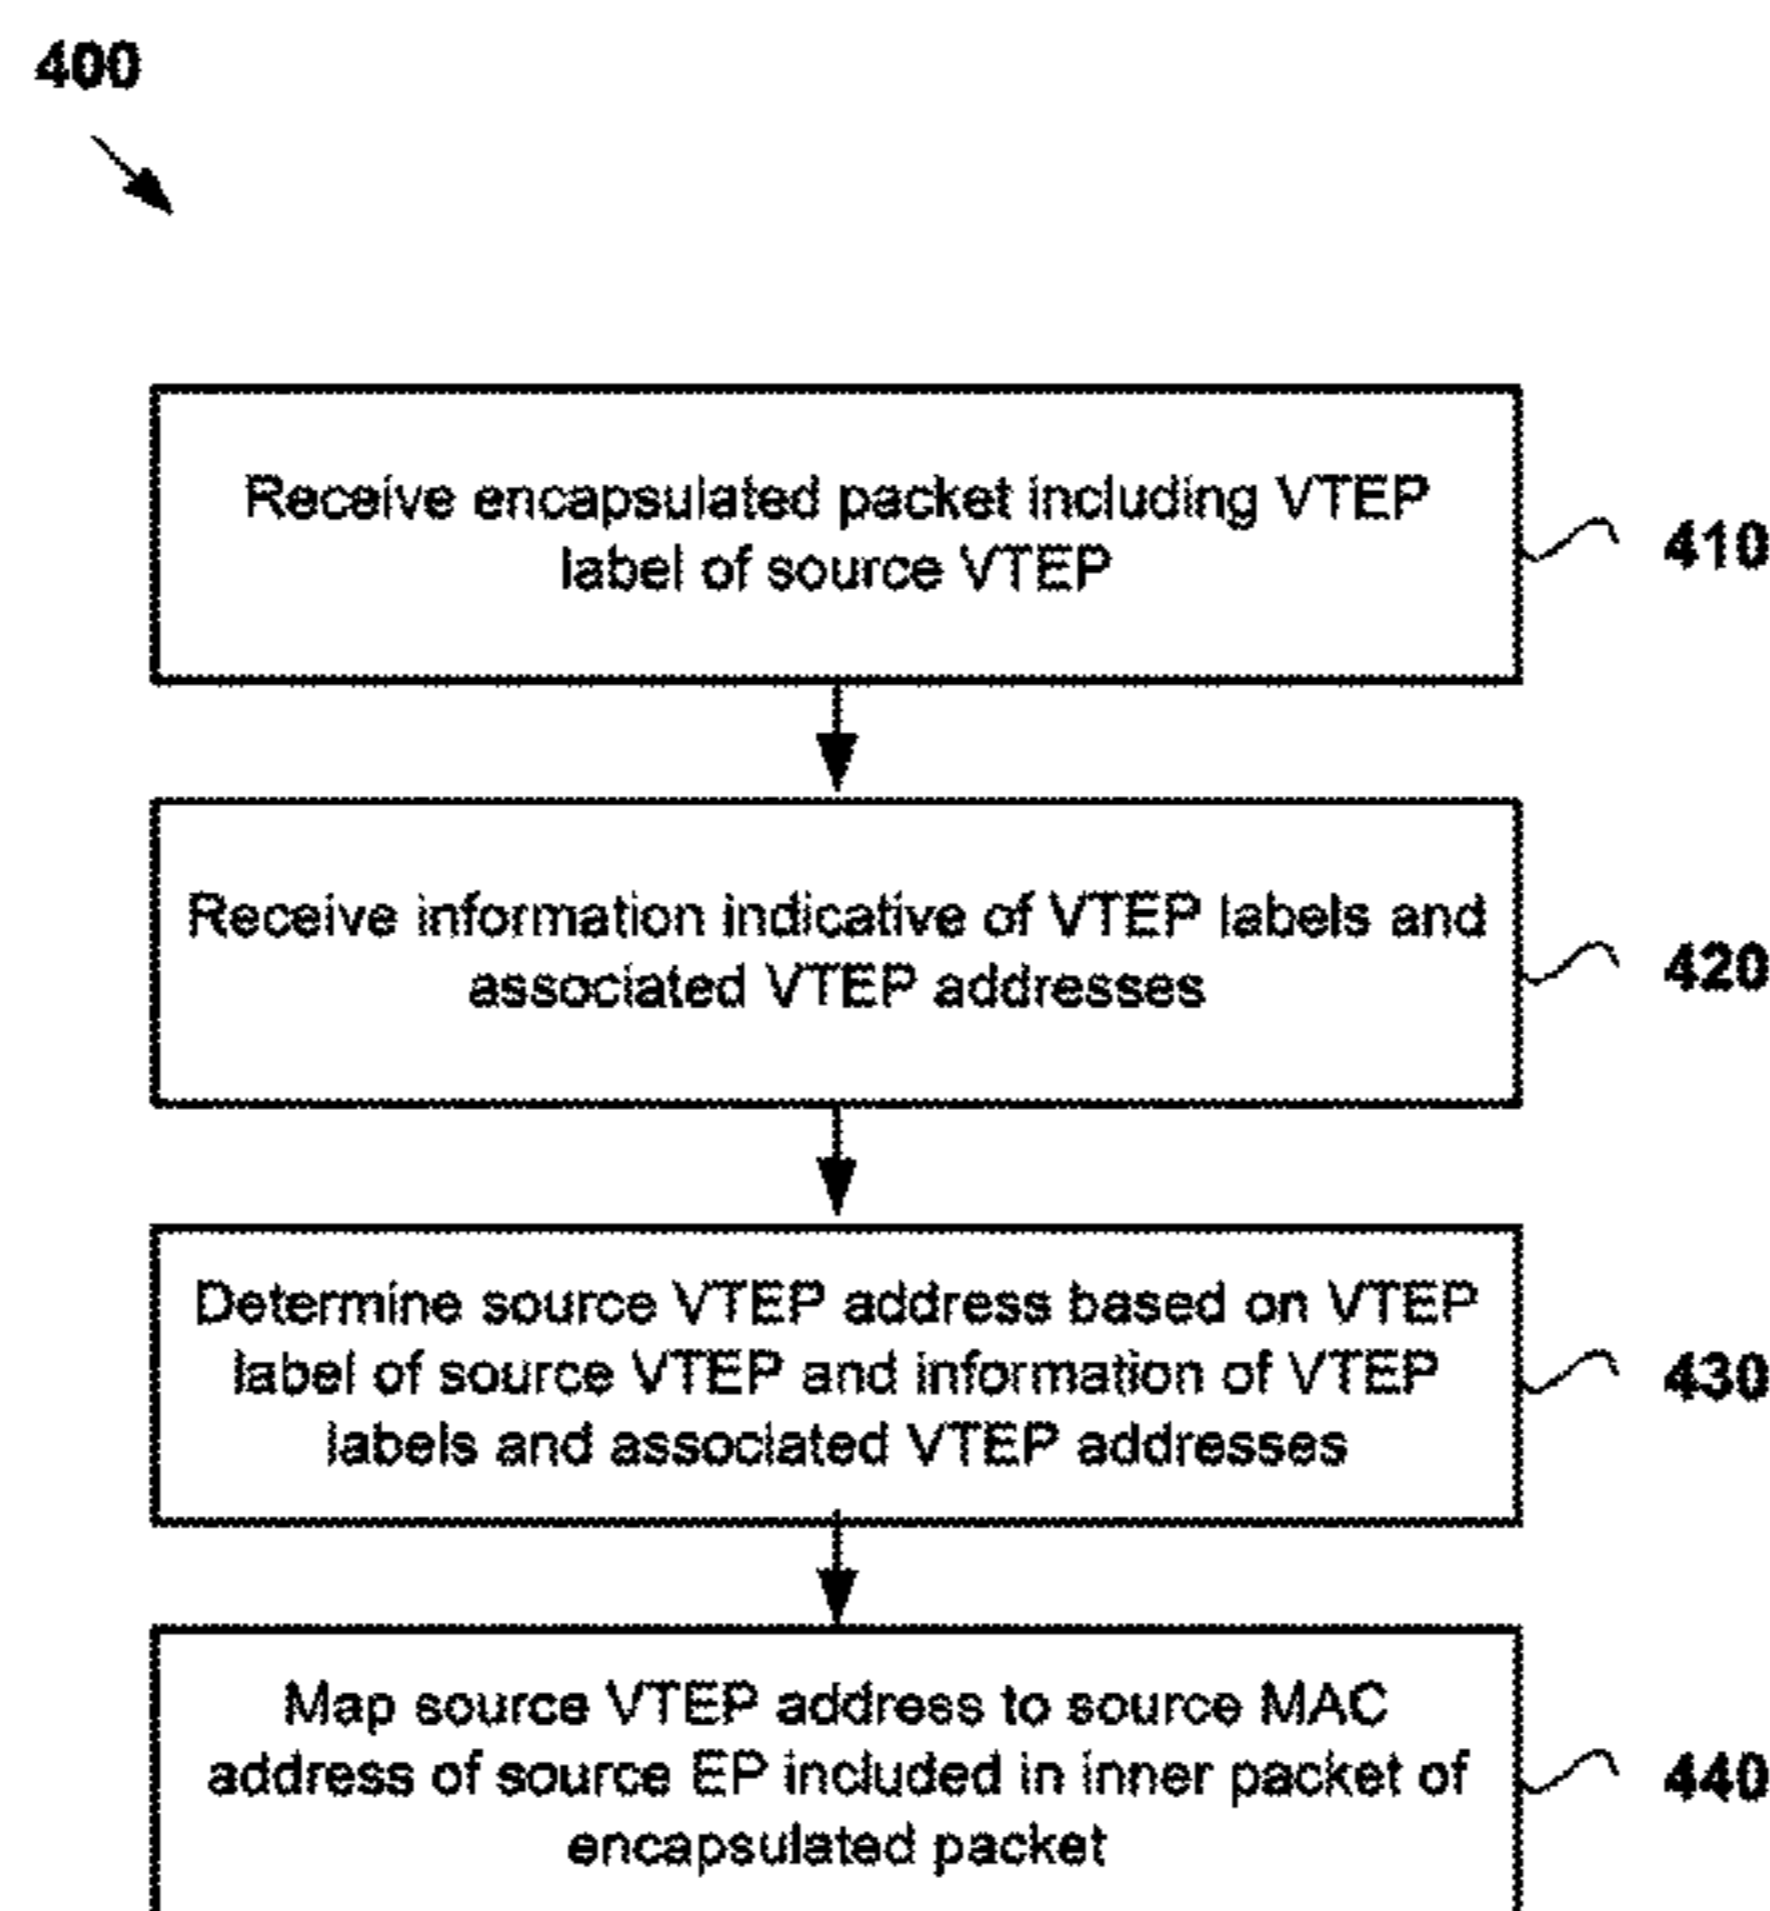 400
Receive encapsulated packet including VTEP
label of source VTEP
410
Receive information indicative of VTEP labels and
associated VTEP addresses
420
Determine source VTEP address based on VTEP
label of source VTEP and information of VTEP
labels and associated VTEP addresses
430
Map source VTEP address to source MAC
address of source EP included in inner packet of
encapsulated packet
440